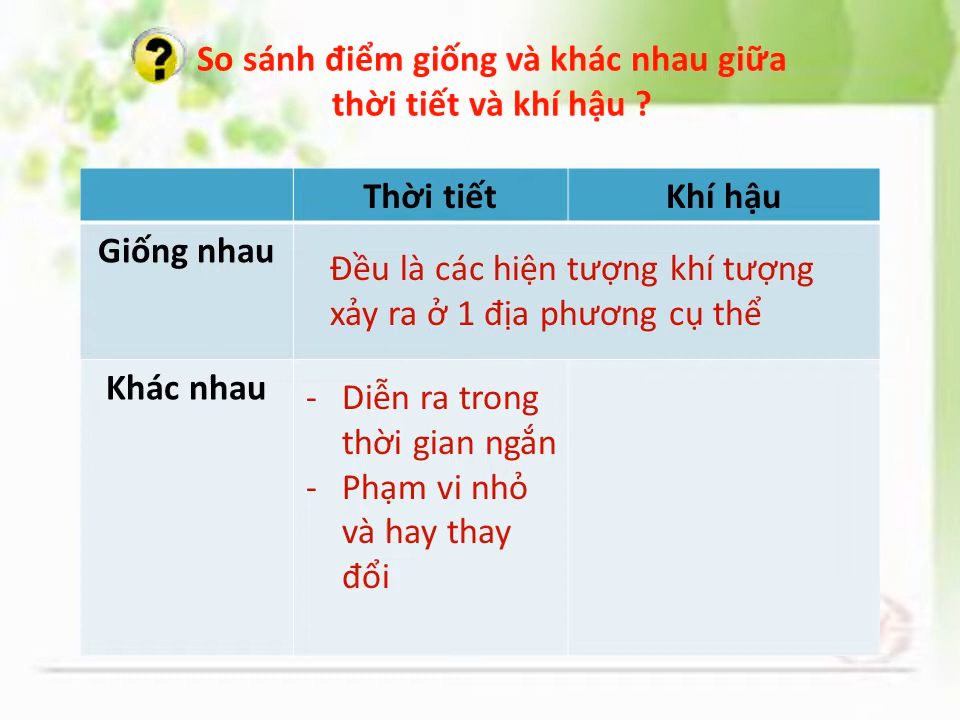 So sánh điểm giống và khác nhau giữa
thời tiết và khí hậu ?
Thời tiết
Khí hậu
Giống nhau
Đều là các hiện tượng khí tượng
xảy ra ở 1 địa phương cụ thể
Khác nhau
- Diễn ra trong
thời gian ngắn
- Phạm vi nhỏ
và hay thay
đổi